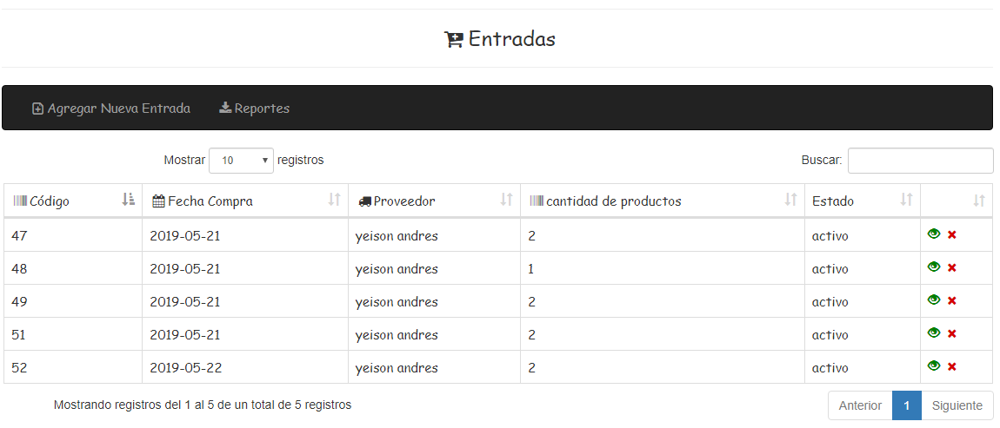 Entradas
Agregar Nueva Entrada Reportes
Mostrar 10 registros Buscar:
Código Fecha Compra Proveedor cantidad de productos Estado
47 2019-05-21 yeison andres 2 activo
48 2019-05-21 yeison andres 1 activo
49 2019-05-21 yeison andres 2 activo
51 2019-05-21 yeison andres 2 activo
52 2019-05-22 yeison andres 2 activo
Mostrando registros del 1 al 5 de un total de 5 registros Anterior 1 Siguiente